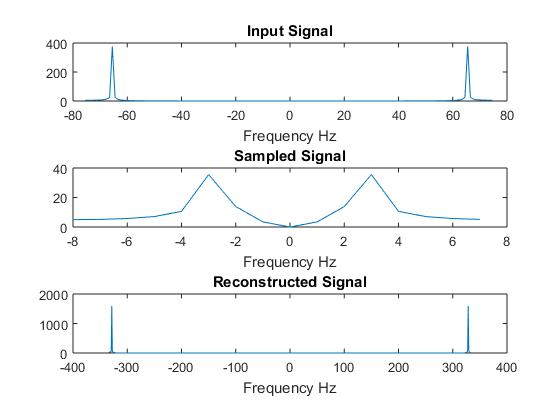 Input Signal
400
200
0
-80 -60 -40 -20 0 20 40 60 80
Frequency Hz
Sampled Signal
40
20
0
-8 -6 -4 -2 0 2 4 6 8
Frequency Hz
Reconstructed Signal
2000
1000
0
-400 -300 -200 -100 0 100 200 300 400
Frequency Hz